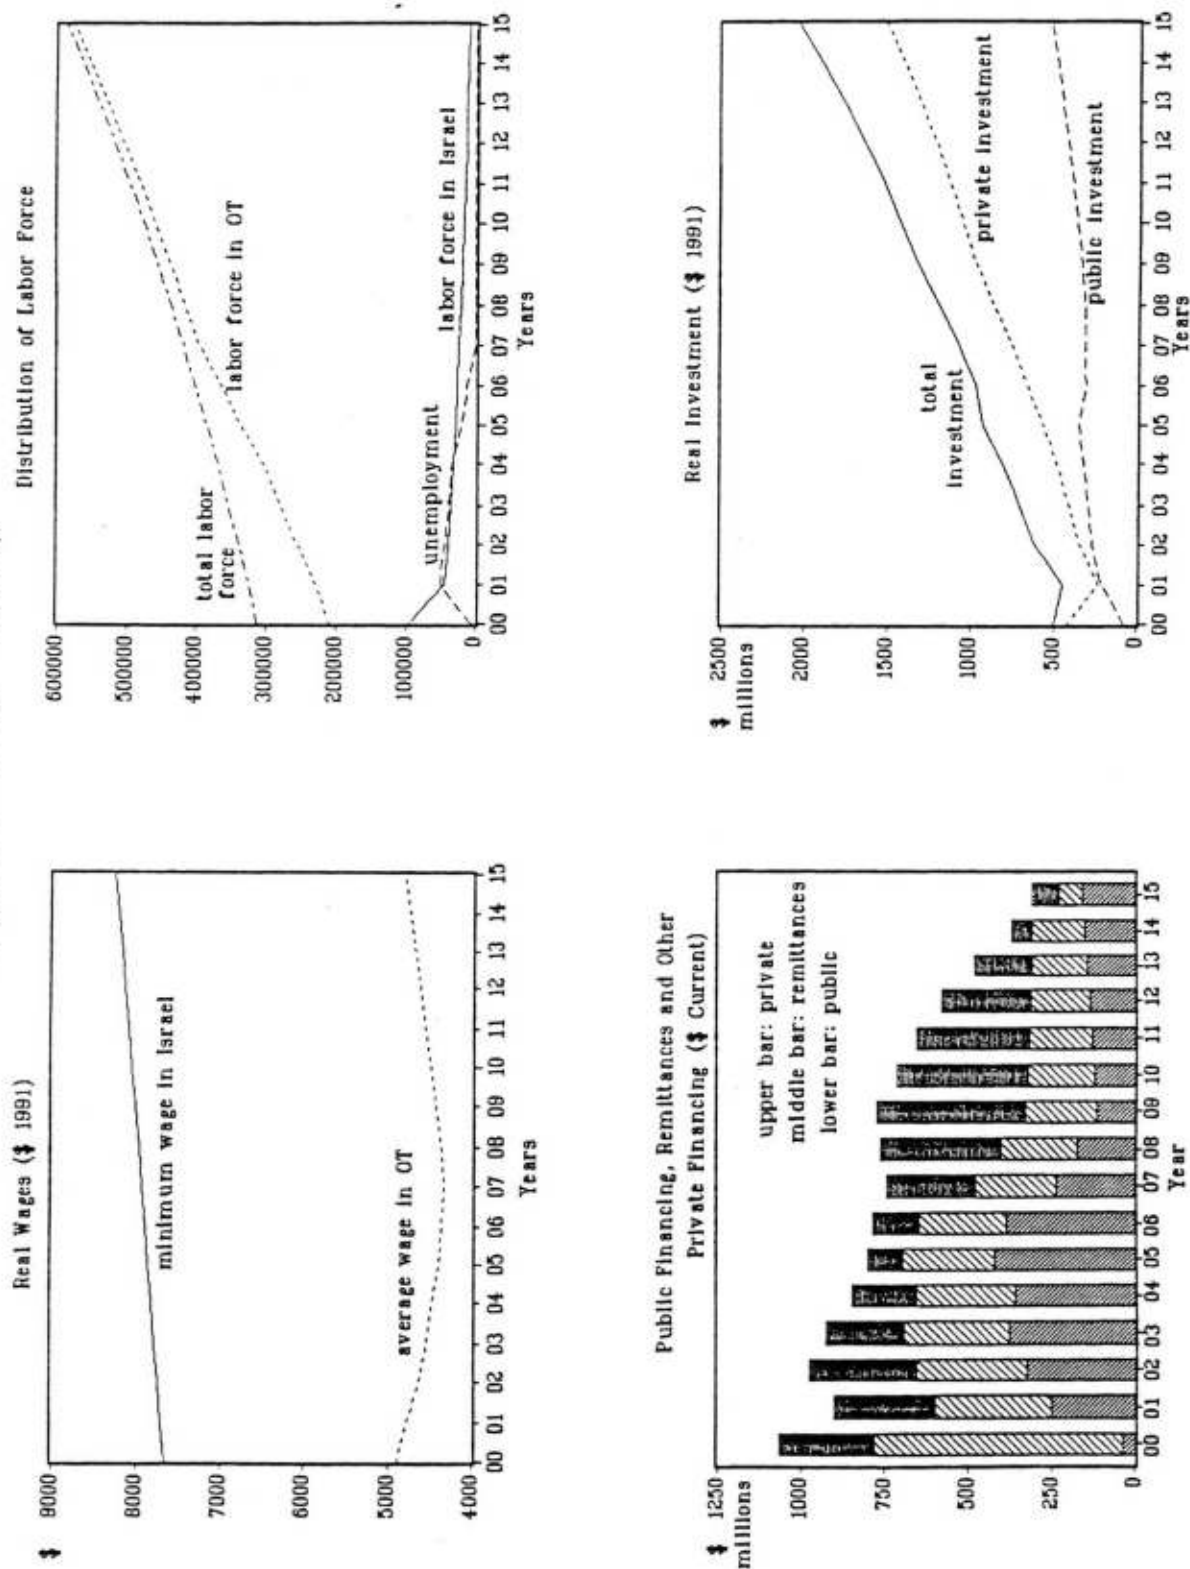 Real Wages ($ 1991)
$
9000
8000
7000
6000
5000
4000
minimum wage in Israel
average wage in OT
00 01 02 03 04 05 06 07 08 09 10 11 12 13 14 15
Years
Distribution of Labor Force
600000
500000
400000
300000
200000
100000
0
total labor
force
labor force in OT
unemployment
labor force in Israel
00 01 02 03 04 05 06 07 08 09 10 11 12 13 14 15
Years
Public Financing, Remittances and Other
Private Financing ($ Current)
$
millions
1250
1000
750
500
250
0
upper bar: private
middle bar: remittances
lower bar: public
00 01 02 03 04 05 06 07 08 09 10 11 12 13 14 15
Year
Real Investment ($ 1991)
$
millions
2500
2000
1500
1000
500
0
total
investment
private investment
public investment
00 01 02 03 04 05 06 07 08 09 10 11 12 13 14 15
Years